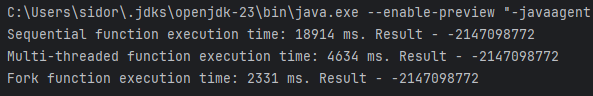 C:\Users\sidor\.jdks\openjdk-23\bin\java.exe --enable-preview "-javaagent
Sequential function execution time: 18914 ms. Result - -2147098772
Multi-threaded function execution time: 4634 ms. Result - -2147098772
Fork function execution time: 2331 ms. Result - -2147098772